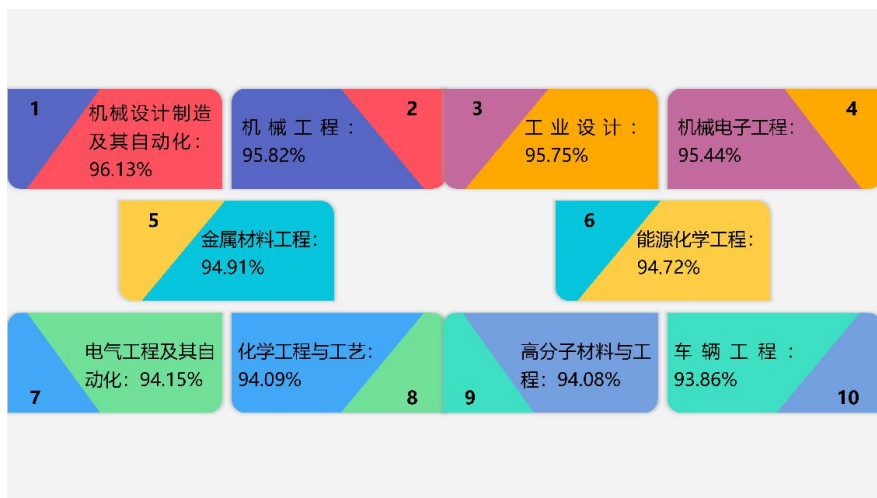 1
机械设计制造
及其自动化：
96.13%
机械工程：
95.82%
2
3
工业设计：
95.75%
机械电子工程：
95.44%
4
5
金属材料工程：
94.91%
6
能源化学工程：
94.72%
7
电气工程及其自
动化：94.15%
化学工程与工艺：
94.09%
8
9
高分子材料与工
程：94.08%
车辆工程：
93.86%
10